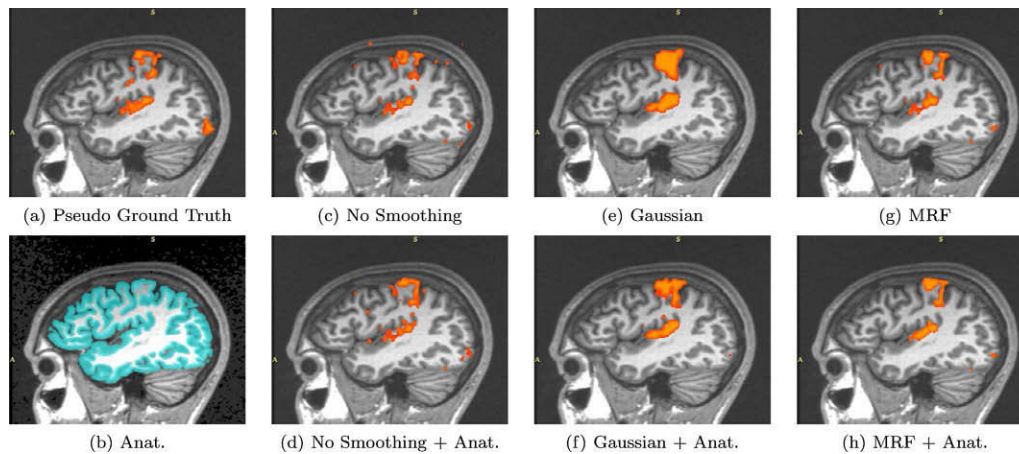 S S S S
A A A A
(a) Pseudo Ground Truth (c) No Smoothing (e) Gaussian (g) MRF
S S S S
A A A A
(b) Anat. (d) No Smoothing + Anat. (f) Gaussian + Anat. (h) MRF + Anat.